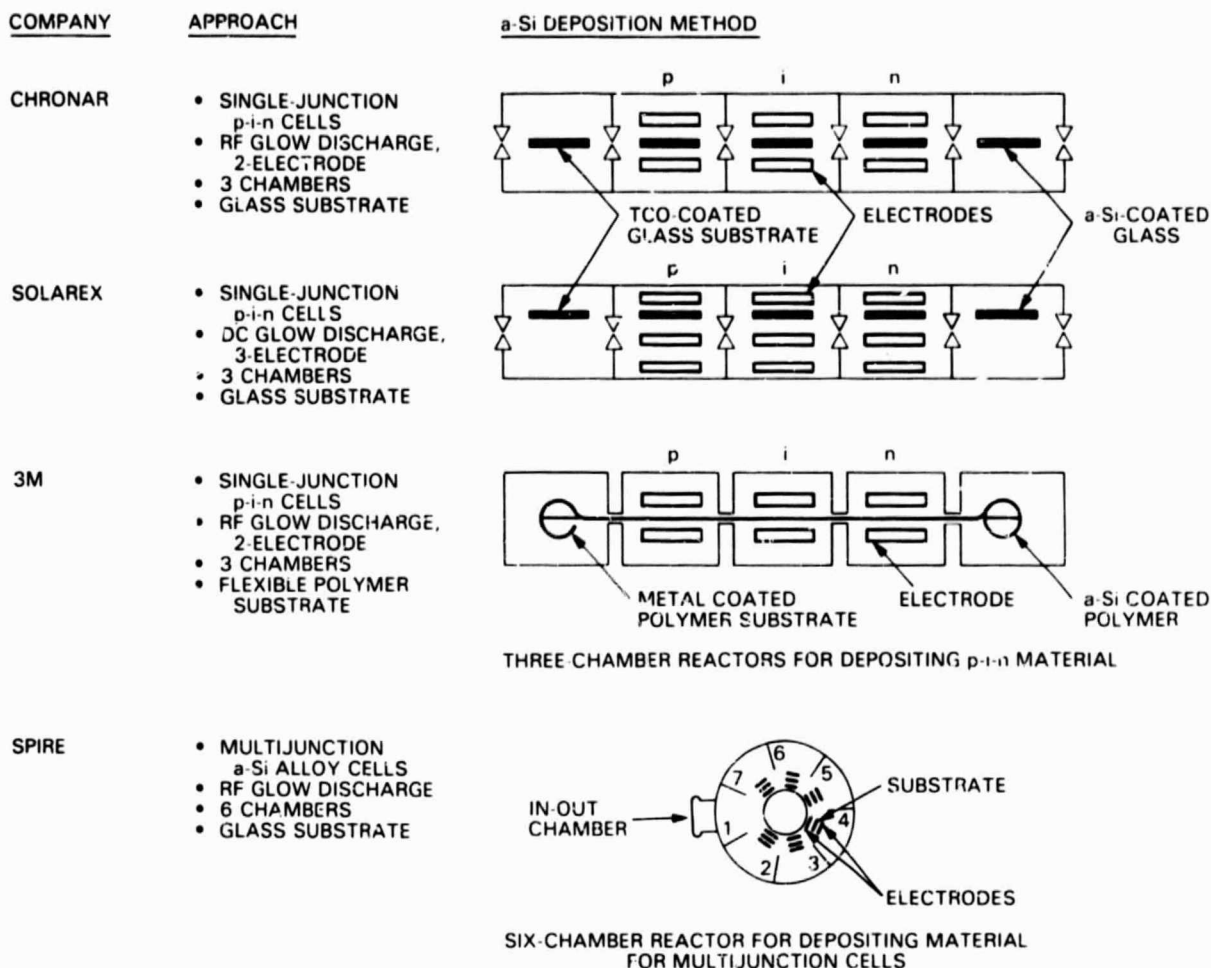 COMPANY APPROACH a-Si DEPOSITION METHOD
CHRONAR
• SINGLE-JUNCTION
p-i-n CELLS
• RF GLOW DISCHARGE,
2-ELECTRODE
• 3 CHAMBERS
• GLASS SUBSTRATE
p i n
TCO-COATED
GLASS SUBSTRATE
ELECTRODES
a-Si-COATED
GLASS
SOLAREX
• SINGLE-JUNCTION
p-i-n CELLS
• DC GLOW DISCHARGE,
3-ELECTRODE
• 3 CHAMBERS
• GLASS SUBSTRATE
p i n
3M
• SINGLE-JUNCTION
p-i-n CELLS
• RF GLOW DISCHARGE,
2-ELECTRODE
• 3 CHAMBERS
• FLEXIBLE POLYMER
SUBSTRATE
p i n
METAL COATED
POLYMER SUBSTRATE
ELECTRODE
a-Si COATED
POLYMER
THREE-CHAMBER REACTORS FOR DEPOSITING p-i-n MATERIAL
SPIRE
• MULTIJUNCTION
a-Si ALLOY CELLS
• RF GLOW DISCHARGE
• 6 CHAMBERS
• GLASS SUBSTRATE
IN-OUT
CHAMBER
6
7 5
1 4
2 3
SUBSTRATE
ELECTRODES
SIX-CHAMBER REACTOR FOR DEPOSITING MATERIAL
FOR MULTIJUNCTION CELLS